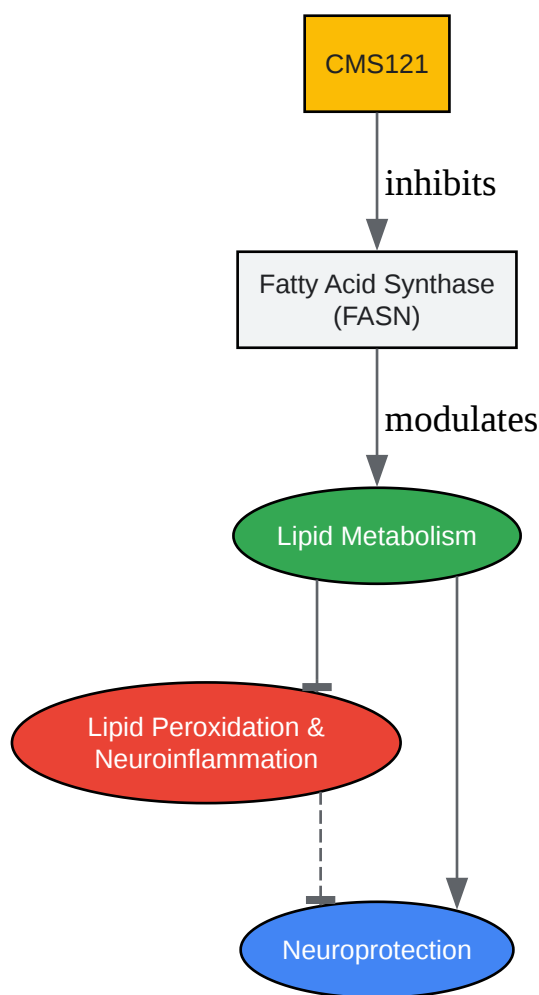 CMS121
inhibits
Fatty Acid Synthase
(FASN)
modulates
Lipid Metabolism
Lipid Peroxidation &
Neuroinflammation
Neuroprotection